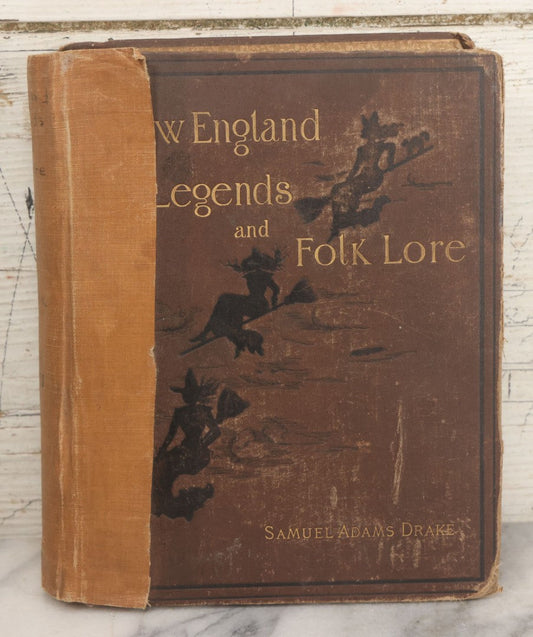 w England
Legends
and
Folk Lore
Samuel Adams Drake